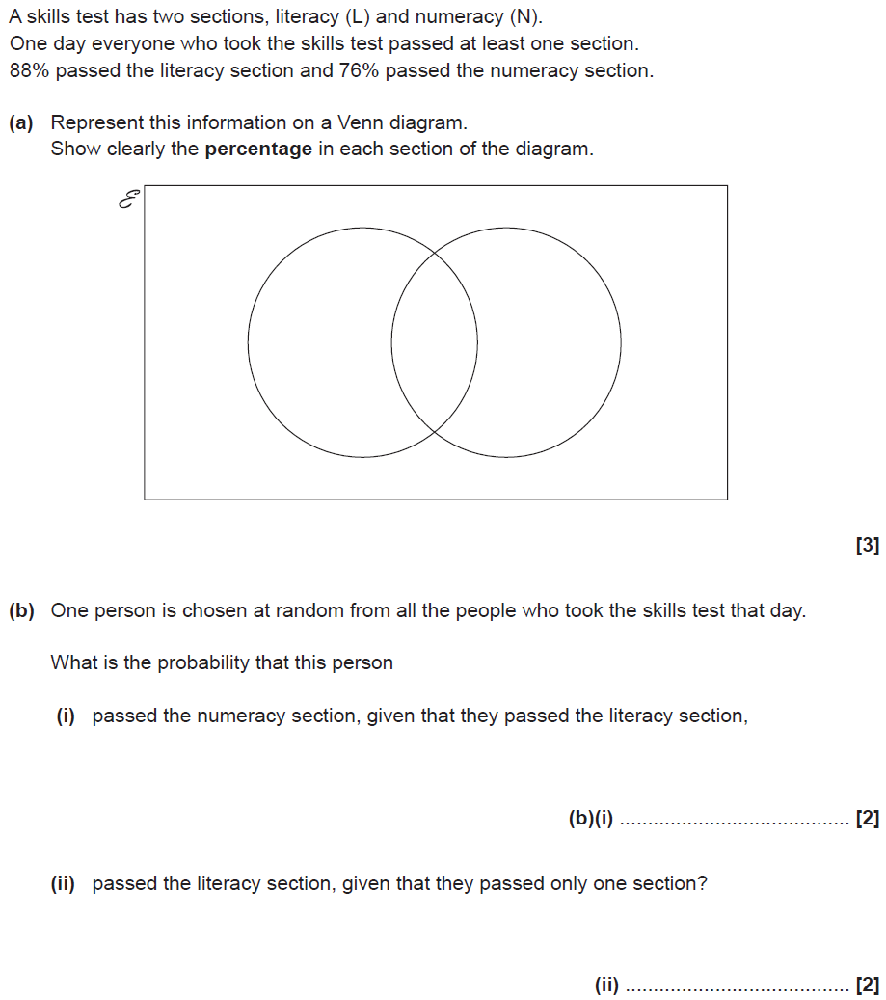 A skills test has two sections, literacy (L) and numeracy (N).
One day everyone who took the skills test passed at least one section.
88% passed the literacy section and 76% passed the numeracy section.
(a) Represent this information on a Venn diagram.
Show clearly the percentage in each section of the diagram.
ℰ
[3]
(b) One person is chosen at random from all the people who took the skills test that day.
What is the probability that this person
(i) passed the numeracy section, given that they passed the literacy section,
(b)(i) ......................................... [2]
(ii) passed the literacy section, given that they passed only one section?
(ii) ........................................ [2]